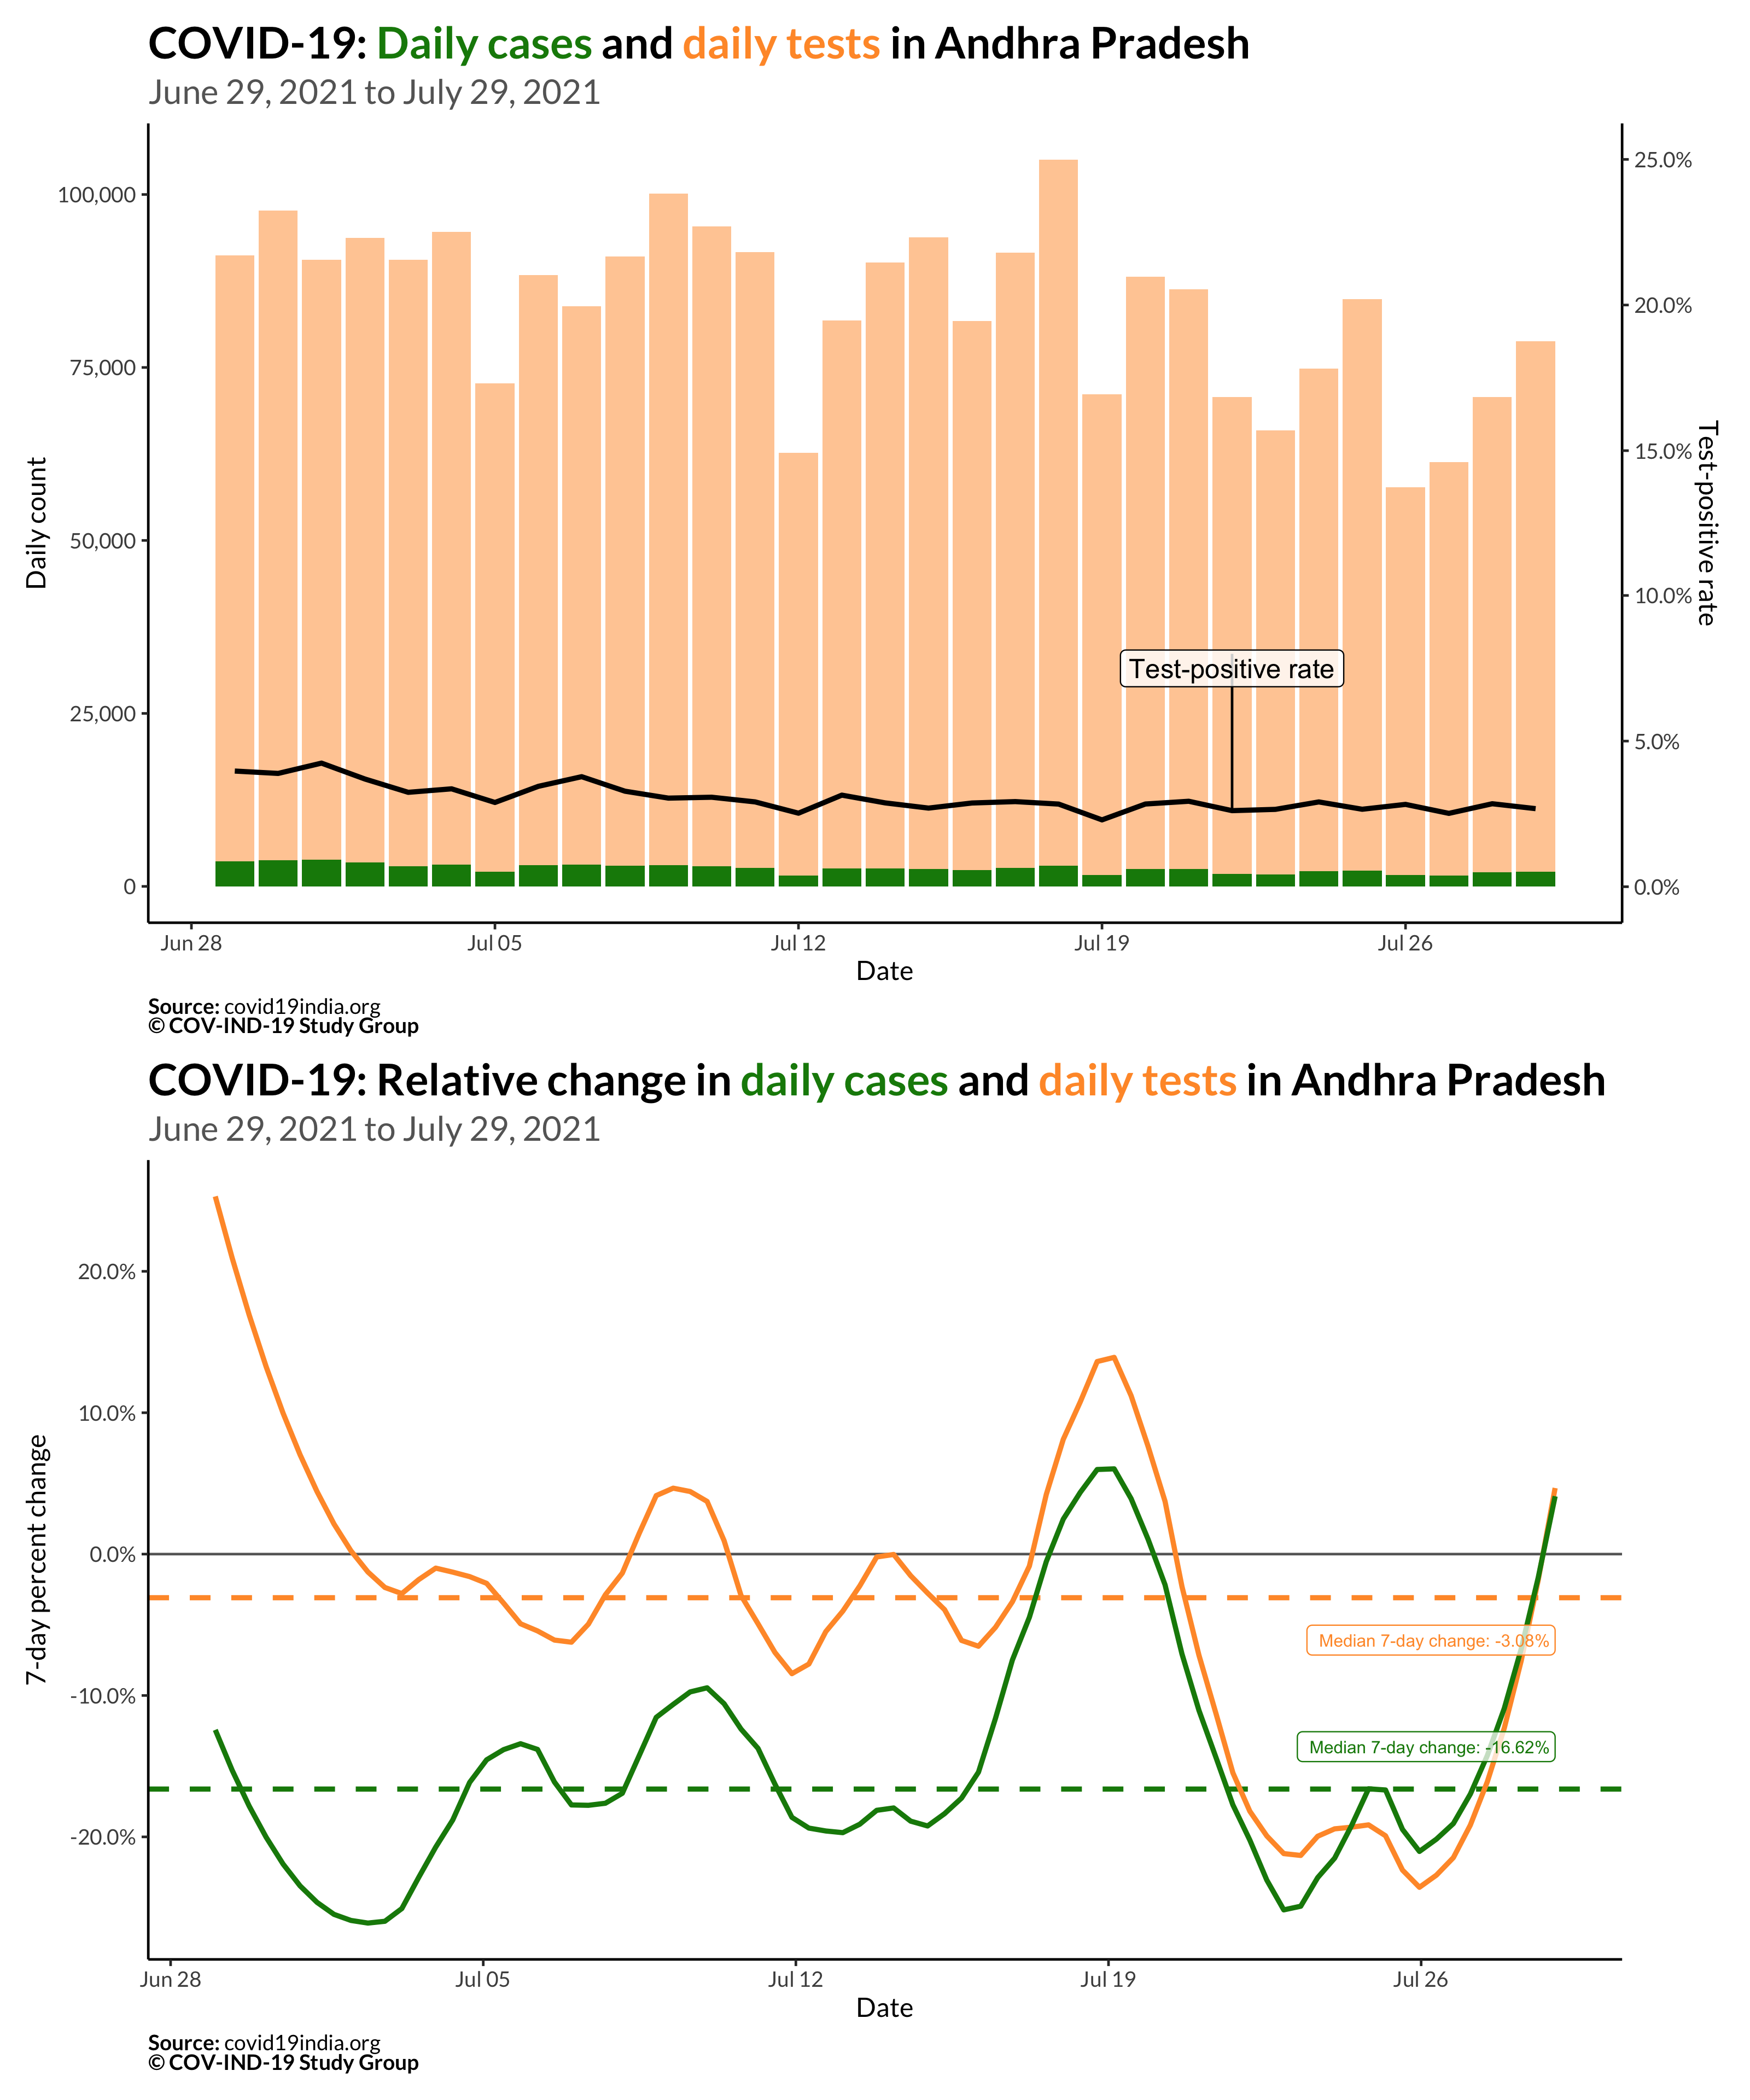 COVID-19: Daily cases and daily tests in Andhra Pradesh
June 29, 2021 to July 29, 2021
100,000
75,000
50,000
25,000
0
Daily count
25.0%
20.0%
15.0%
10.0%
5.0%
0.0%
Test-positive rate
Test-positive rate
Jun 28
Jul 05
Jul 12
Jul 19
Jul 26
Date
Source: covid19india.org
© COV-IND-19 Study Group
COVID-19: Relative change in daily cases and daily tests in Andhra Pradesh
June 29, 2021 to July 29, 2021
20.0%
10.0%
0.0%
-10.0%
-20.0%
7-day percent change
Median 7-day change: -3.08%
Median 7-day change: -16.62%
Jun 28
Jul 05
Jul 12
Jul 19
Jul 26
Date
Source: covid19india.org
© COV-IND-19 Study Group